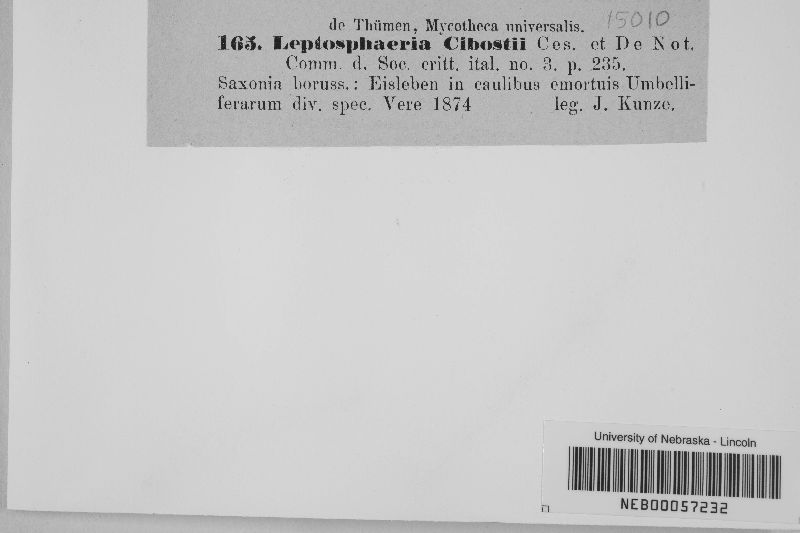 de Thümen, Mycotheca universalis. 15010
165. Leptosphaeria Cibostii Ces. et De Not.
Comm. d. Soc. critt. ital. no. 3. p. 235.
Saxonia boruss.: Eisleben in caulibus emortuis Umbelli-
ferarum div. spec. Vere 1874 leg. J. Kunze.
University of Nebraska - Lincoln
NEB00057232